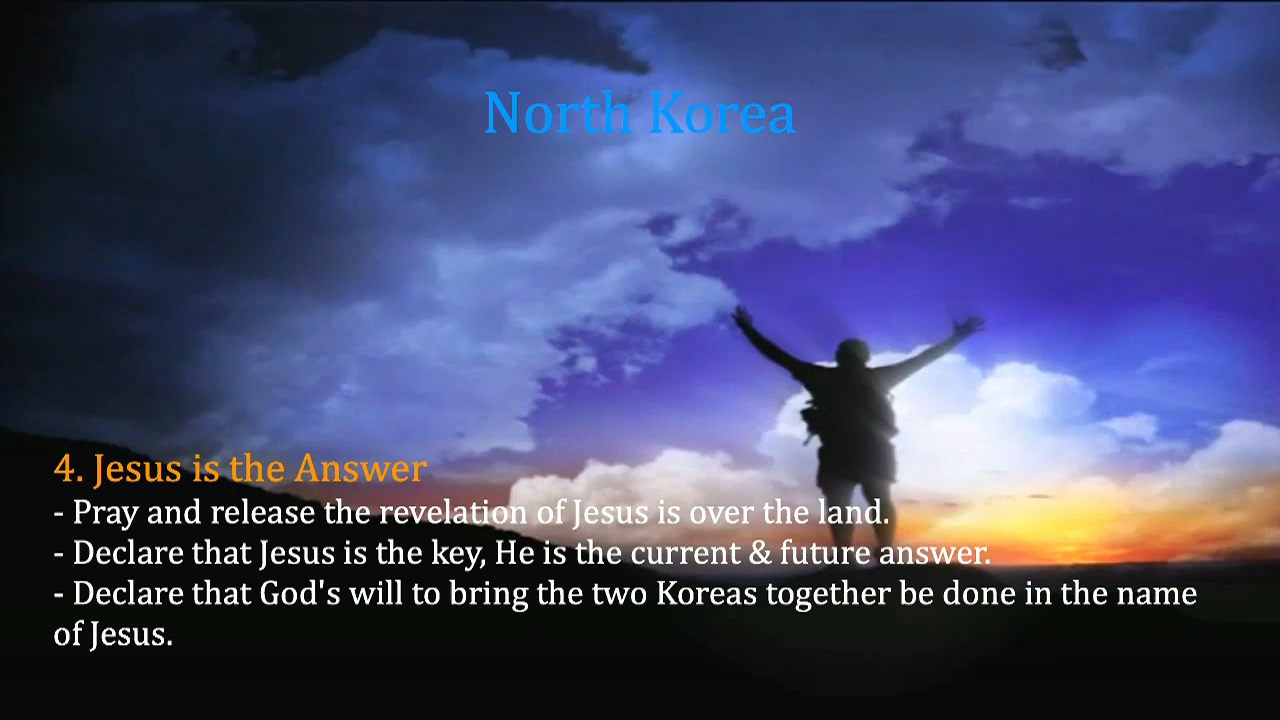 North Korea
4. Jesus is the Answer
- Pray and release the revelation of Jesus is over the land.
- Declare that Jesus is the key, He is the current & future answer.
- Declare that God's will to bring the two Koreas together be done in the name
of Jesus.